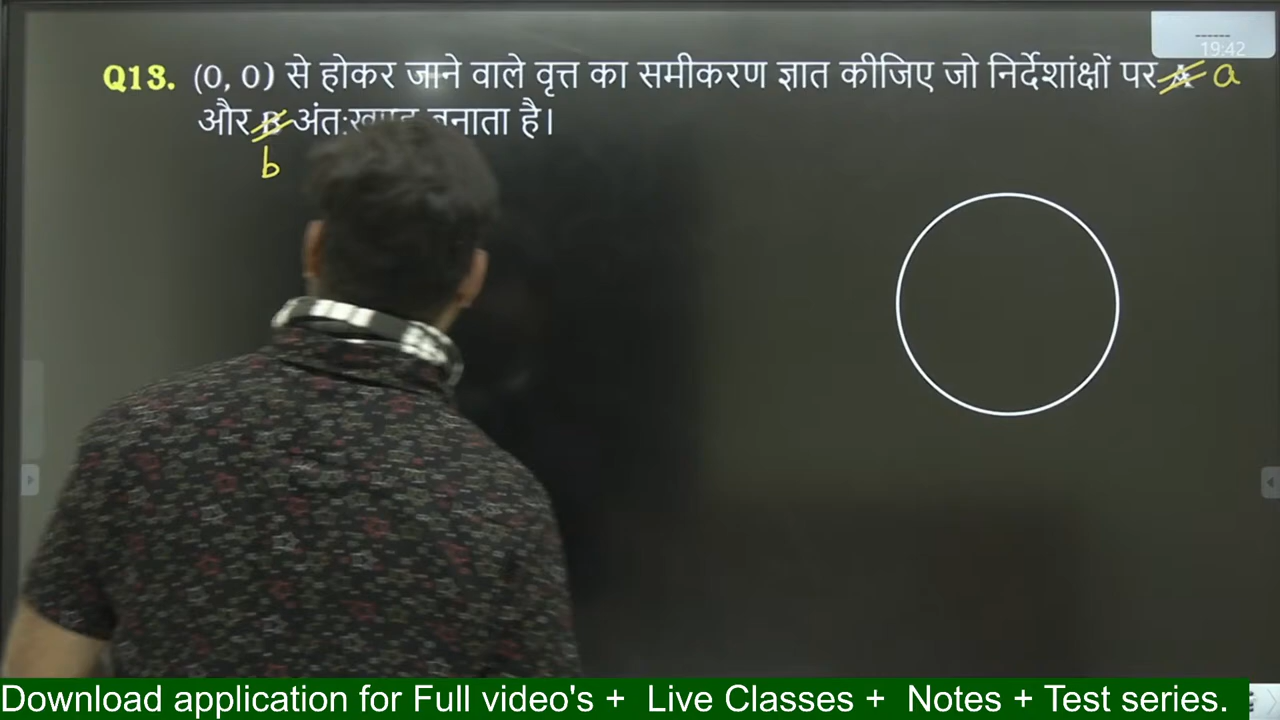 19:42
Q13. (0, 0) से होकर जाने वाले वृत्त का समीकरण ज्ञात कीजिए जो निर्देशांक्षों पर A a
और B अंत:खण्ड बनाता है।
b
Download application for Full video's + Live Classes + Notes + Test series.